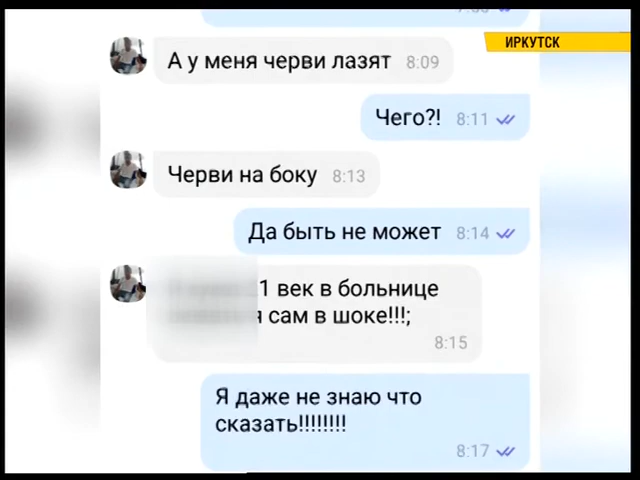 ИРКУТСК
А у меня черви лазят 8:09
Чего?! 8:11
Черви на боку 8:13
Да быть не может 8:14
1 век в больнице
я сам в шоке!!!;
8:15
Я даже не знаю что
сказать!!!!!!!!
8:17